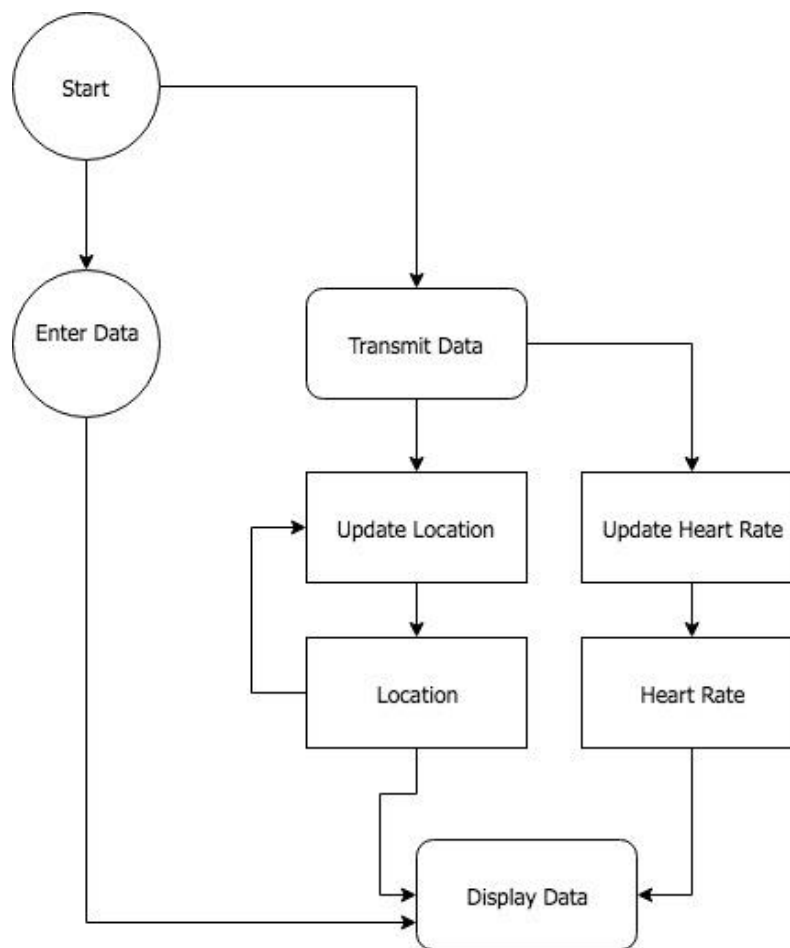 Start
Enter Data
Transmit Data
Update Location
Update Heart Rate
Location
Heart Rate
Display Data